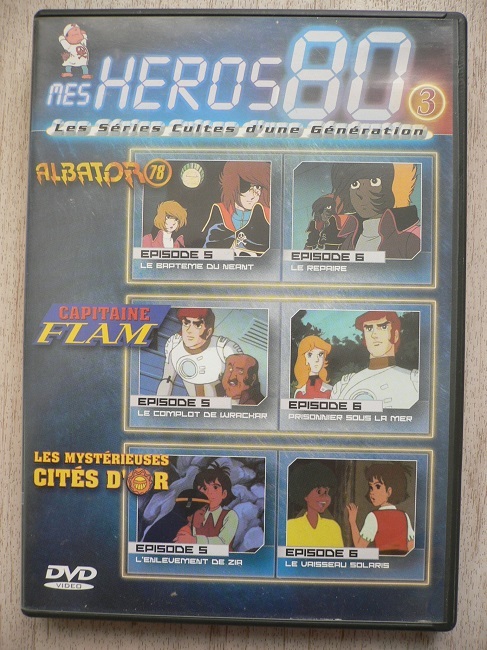 MES HEROS 80
3
Les Séries Cultes d'une Génération
ALBATOR 78
EPISODE 5
LE BAPTEME DU NEANT
EPISODE 6
LE REPAIRE
CAPITAINE FLAM
EPISODE 5
LE COMPLOT DE WRACHAR
EPISODE 6
PRISONNIER SOUS LA MER
LES MYSTÉRIEUSES
CITÉS D'OR
EPISODE 5
L'ENLEVEMENT DE ZIA
EPISODE 6
LE VAISSEAU SOLARIS
DVD
VIDEO